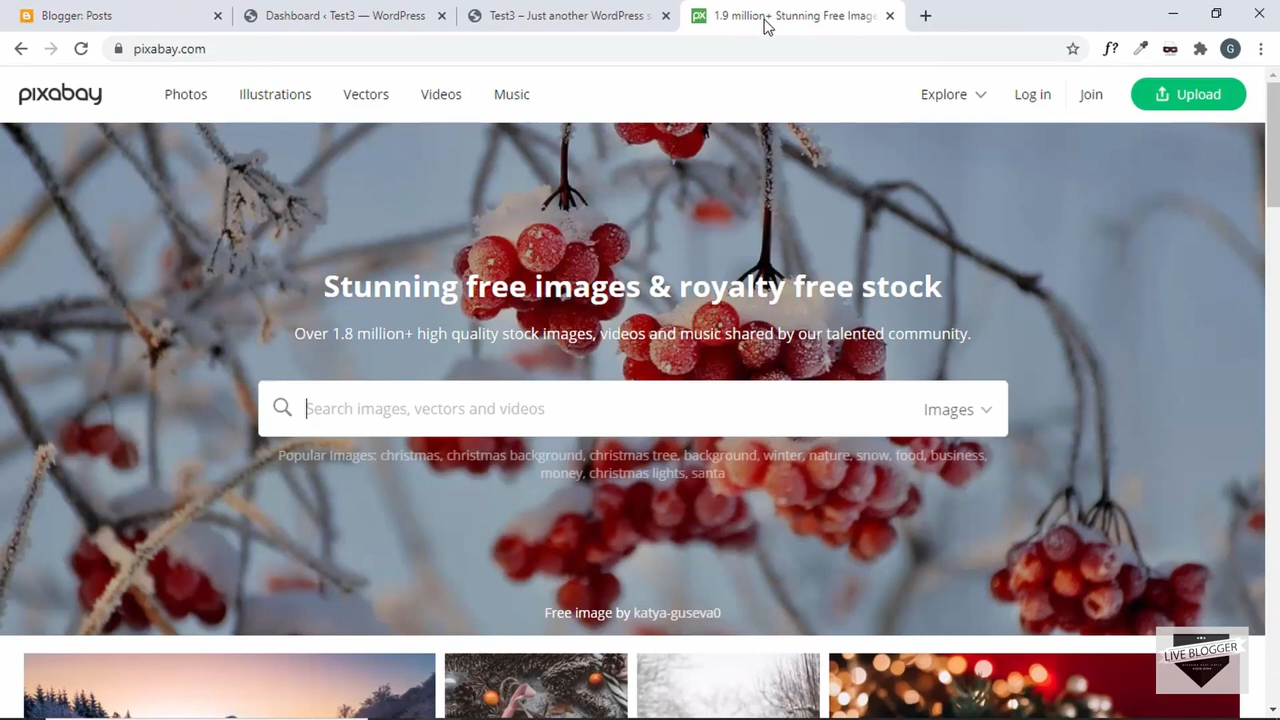 Blogger: Posts
Dashboard ‹ Test3 — WordPress
Test3 – Just another WordPress s
1.9 million+ Stunning Free Image
pixabay.com
f?
G
pixabay
Photos
Illustrations
Vectors
Videos
Music
Explore
Log in
Join
Upload
Stunning free images & royalty free stock
Over 1.8 million+ high quality stock images, videos and music shared by our talented community.
Search images, vectors and videos
Images
Popular Images: christmas, christmas background, christmas tree, background, winter, nature, snow, food, business,
money, christmas lights, santa
Free image by katya-guseva0
LIVE BLOGGER